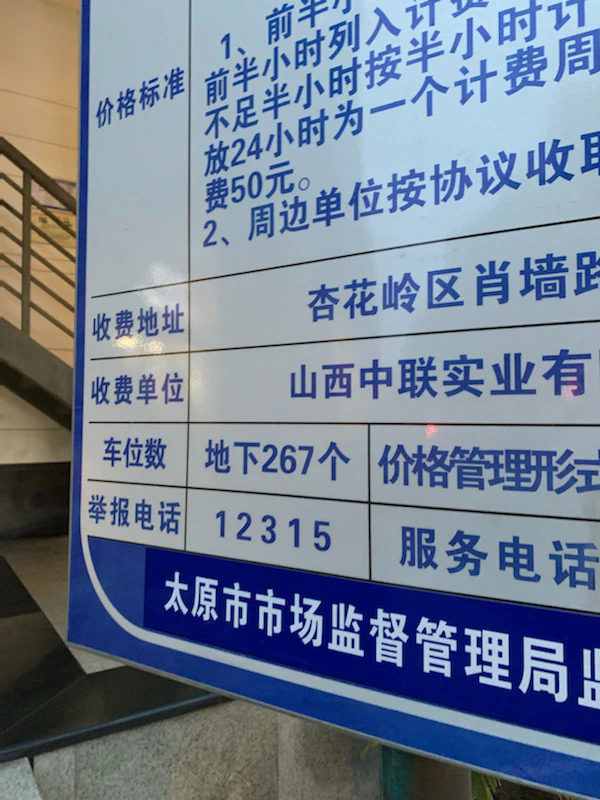 价格标准
1、前半小
前半小时列入计费
不足半小时按半小时计
放24小时为一个计费周
费50元。
2、周边单位按协议收取
收费地址 杏花岭区肖墙路
收费单位 山西中联实业有
车位数 地下267个 价格管理形式
举报电话 12315 服务电话
太原市市场监督管理局监